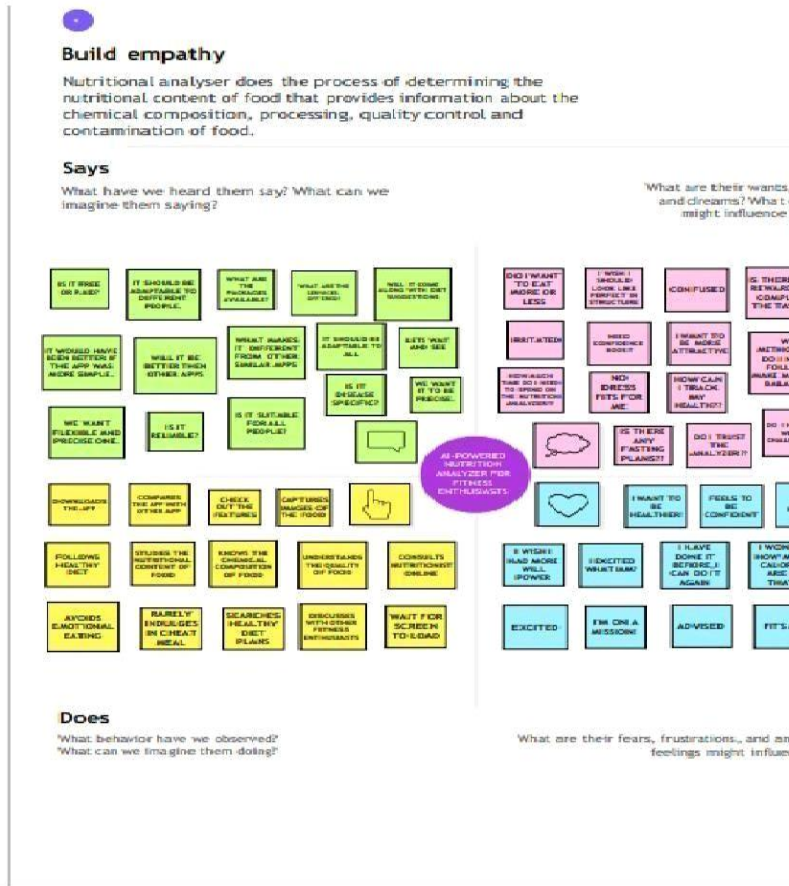 Build empathy
Nutritional analyser does the process of determining the
nutritional content of food that provides information about the
chemical composition, processing, quality control and
contamination of food.
Says
What have we heard them say? What can we
imagine them saying?
What are their wants,
and dreams? What
might influence
IS IT FREE
OR PAID?
IT SHOULD BE
ADAPTABLE TO
DIFFERENT
PEOPLE.
WHAT ARE
THE
PACKAGES
AVAILABLE?
WHAT ARE THE
SERVICES
OFFERED?
WILL IT COME
ALONG WITH DIET
SUGGESTIONS
IT WOULD HAVE
BEEN BETTER IF
THE APP WAS
MORE SIMPLE.
WILL IT BE
BETTER THEN
OTHER APPS
WHAT MAKES
IT DIFFERENT
FROM OTHER
SIMILAR APPS
IT SHOULD BE
ADAPTABLE TO
ALL
LETS WAIT
AND SEE
IS IT
DISEASE
SPECIFIC?
WE WANT
IT TO BE
PRECISE.
WE WANT
FLEXIBLE AND
PRECISE ONE.
IS IT
RELIABLE?
IS IT SUITABLE
FOR ALL
PEOPLE?
DO I WANT
TO EAT
MORE OR
LESS
I WISH I
SHOULD
LOOK LIKE
PERFECT IN
STRUCTURE
CONFUSED
IS THERE
IRRITATED
NEED
CONFIDENCE
BOOST
I WANT TO
BE MORE
ATTRACTIVE
HOW MUCH
TIME DO I NEED
TO SPEND ON
THE NUTRITION
ANALYZER??
NO
DRESS
FITS FOR
ME.
HOW CAN
I TRACK
MY
HEALTH??
IS THERE
ANY
FASTING
PLANS??
DO I TRUST
THE
ANALYZER??
AI-POWERED
NUTRITION
ANALYZER FOR
FITNESS
ENTHUSIASTS
DOWNLOADS
THE APP
COMPARES
THE APP WITH
OTHER APP
CHECK
OUT THE
FEATURES
CAPTURES
IMAGES OF
THE FOOD
FOLLOWS
HEALTHY
DIET
STUDIES THE
NUTRITIONAL
CONTENT OF
FOOD
KNOWS THE
CHEMICAL
COMPOSITION
OF FOOD
UNDERSTANDS
THE QUALITY
OF FOOD
CONSULTS
NUTRITIONIST
ONLINE
AVOIDS
EMOTIONAL
EATING
RARELY
INDULGES
IN CHEAT
MEAL
SEARCHES
HEALTHY
DIET
PLANS
DISCUSSES
WITH OTHER
FITNESS
ENTHUSIASTS
WAIT FOR
SCREEN
TO LOAD
I WANT TO
BE
HEALTHIER!
FEELS TO
BE
CONFIDENT
I WISH I
HAD MORE
WILL
POWER
I EXCITED
WHAT IAM?
I HAVE
DONE IT
BEFORE, I
CAN DO IT
AGAIN
EXCITED
I'M ON A
MISSION!
ADVISED
Does
What behavior have we observed?
What can we imagine them doing?
What are their fears, frustrations, and
feelings might